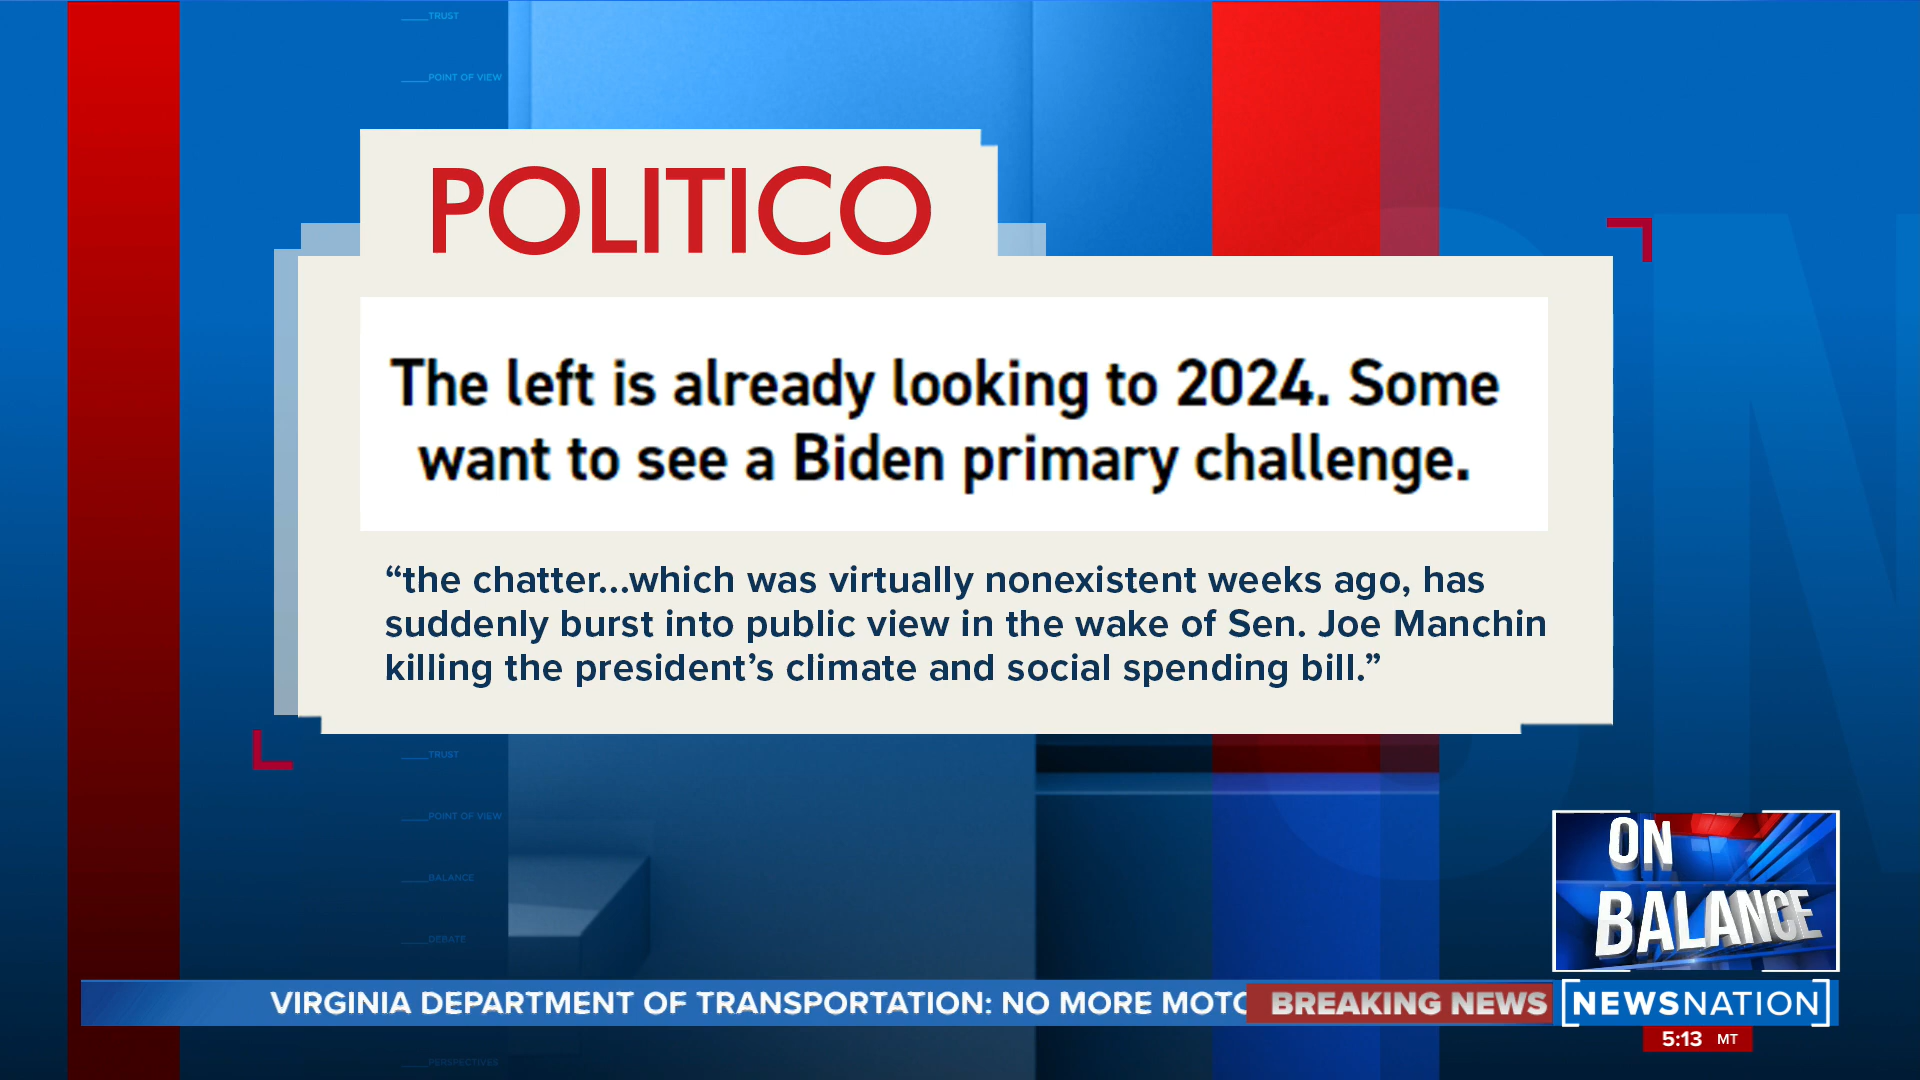 TRUST
POINT OF VIEW
POLITICO
The left is already looking to 2024. Some
want to see a Biden primary challenge.
“the chatter...which was virtually nonexistent weeks ago, has
suddenly burst into public view in the wake of Sen. Joe Manchin
killing the president’s climate and social spending bill.”
TRUST
POINT OF VIEW
BALANCE
DEBATE
ON
BALANCE
VIRGINIA DEPARTMENT OF TRANSPORTATION: NO MORE MOTO
BREAKING NEWS
NEWSNATION
5:13 MT
PERSPECTIVES